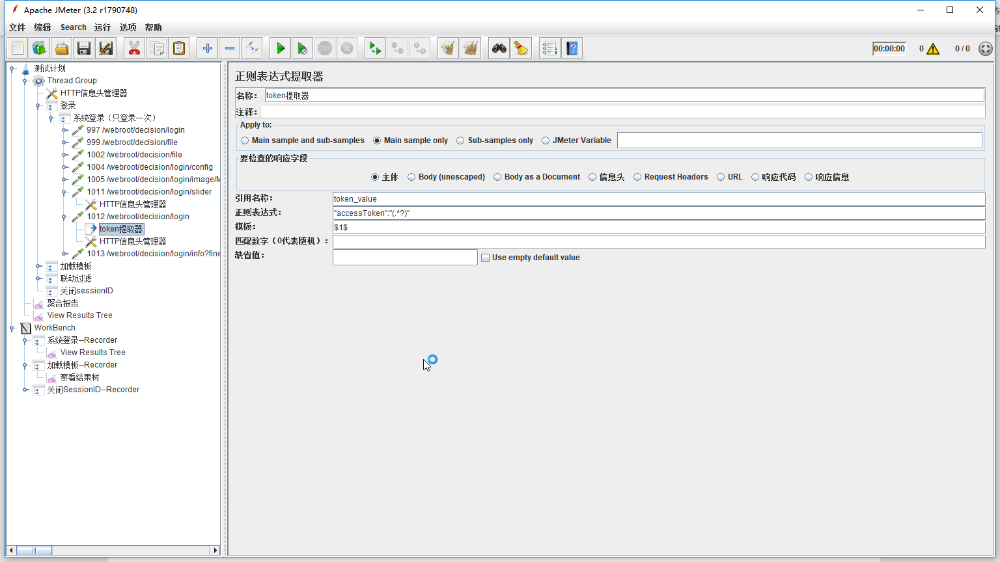 Apache JMeter (3.2 r1790748)
文件 编辑 Search 运行 选项 帮助
STOP
00:00:00 0 0 / 0
测试计划
Thread Group
HTTP信息头管理器
登录
系统登录（只登录一次）
997 /webroot/decision/login
999 /webroot/decision/file
1002 /webroot/decision/file
1004 /webroot/decision/login/config
1005 /webroot/decision/login/image/M
1011 /webroot/decision/login/slider
HTTP信息头管理器
1012 /webroot/decision/login
token提取器
HTTP信息头管理器
1013 /webroot/decision/login/info?fine
加载模板
联动过滤
关闭sessionID
聚合报告
View Results Tree
WorkBench
系统登录--Recorder
View Results Tree
加载模板--Recorder
察看结果树
关闭SessionID--Recorder
正则表达式提取器
名称： token提取器
注释：
Apply to:
Main sample and sub-samples Main sample only Sub-samples only JMeter Variable
要检查的响应字段
主体 Body (unescaped) Body as a Document 信息头 Request Headers URL 响应代码 响应信息
引用名称： token_value
正则表达式： "accessToken":"(.*?)"
模板： $1$
匹配数字（0代表随机）：
缺省值： Use empty default value